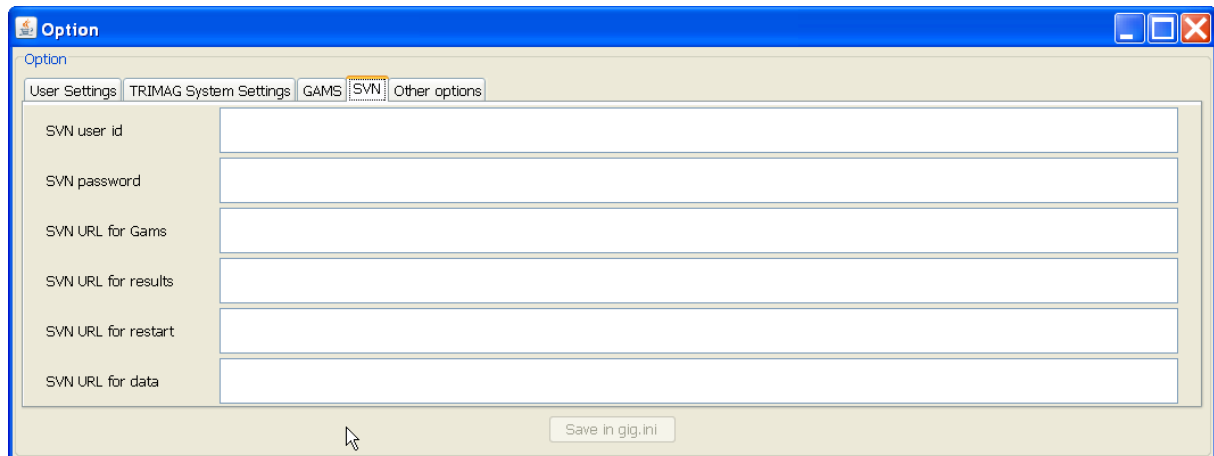 Option
Option
User Settings TRIMAG System Settings GAMS SVN Other options
SVN user id
SVN password
SVN URL for Gams
SVN URL for results
SVN URL for restart
SVN URL for data
Save in gig.ini